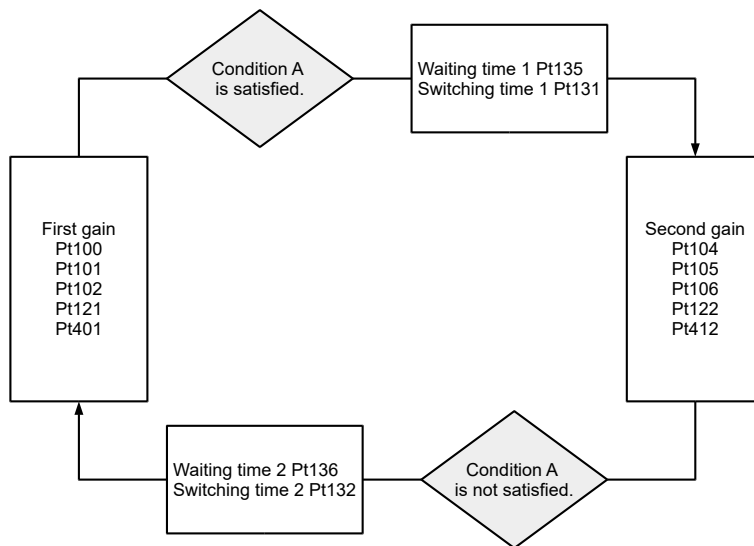 Condition A
is satisfied.
Waiting time 1 Pt135
Switching time 1 Pt131
First gain
Pt100
Pt101
Pt102
Pt121
Pt401
Second gain
Pt104
Pt105
Pt106
Pt122
Pt412
Waiting time 2 Pt136
Switching time 2 Pt132
Condition A
is not satisfied.